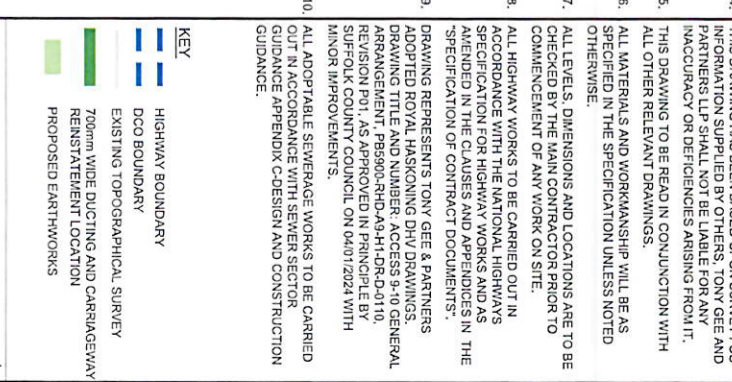 INFORMATION SUPPLIED BY OTHERS, TONY GEE AND
PARTNERS LLP SHALL NOT BE LIABLE FOR ANY
INACCURACY OR DEFICIENCIES ARISING FROM IT.
5. THIS DRAWING TO BE READ IN CONJUNCTION WITH
ALL OTHER RELEVANT DRAWINGS.
6. ALL MATERIALS AND WORKMANSHIP WILL BE AS
SPECIFIED IN THE SPECIFICATION UNLESS NOTED
OTHERWISE.
7. ALL LEVELS, DIMENSIONS AND LOCATIONS ARE TO BE
CHECKED BY THE MAIN CONTRACTOR PRIOR TO
COMMENCEMENT OF ANY WORK ON SITE.
8. ALL HIGHWAY WORKS TO BE CARRIED OUT IN
ACCORDANCE WITH THE NATIONAL HIGHWAYS
SPECIFICATION FOR HIGHWAY WORKS AND AS
AMENDED IN THE CLAUSES AND APPENDICES IN THE
"SPECIFICATION OF CONTRACT DOCUMENTS".
9. DRAWING REPRESENTS TONY GEE & PARTNERS
ADOPTED ROYAL HASKONING DHV DRAWINGS.
DRAWING TITLE AND NUMBER: ACCESS 9-10 GENERAL
ARRANGEMENT, PB5900-RHD-A9-H1-DR-D-0110,
REVISION P01, AS APPROVED IN PRINCIPLE BY
SUFFOLK COUNTY COUNCIL ON 04/01/2024 WITH
MINOR IMPROVEMENTS.
10. ALL ADOPTABLE SEWERAGE WORKS TO BE CARRIED
OUT IN ACCORDANCE WITH SEWER SECTOR
GUIDANCE APPENDIX C-DESIGN AND CONSTRUCTION
GUIDANCE.
KEY
HIGHWAY BOUNDARY
DCO BOUNDARY
EXISTING TOPOGRAPHICAL SURVEY
700mm WIDE DUCTING AND CARRIAGEWAY
REINSTATEMENT LOCATION
PROPOSED EARTHWORKS